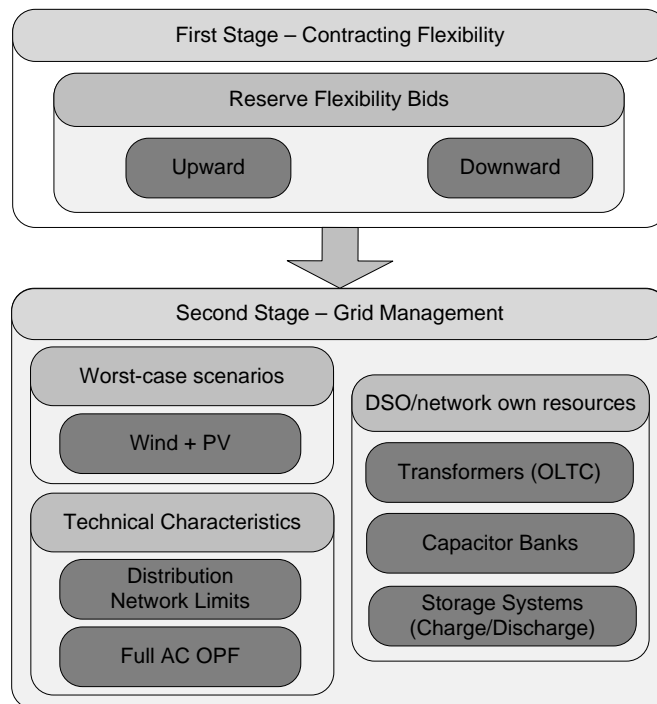 First Stage – Contracting Flexibility
Reserve Flexibility Bids
Upward
Downward
Second Stage – Grid Management
Worst-case scenarios
Wind + PV
Technical Characteristics
Distribution
Network Limits
Full AC OPF
DSO/network own resources
Transformers (OLTC)
Capacitor Banks
Storage Systems
(Charge/Discharge)